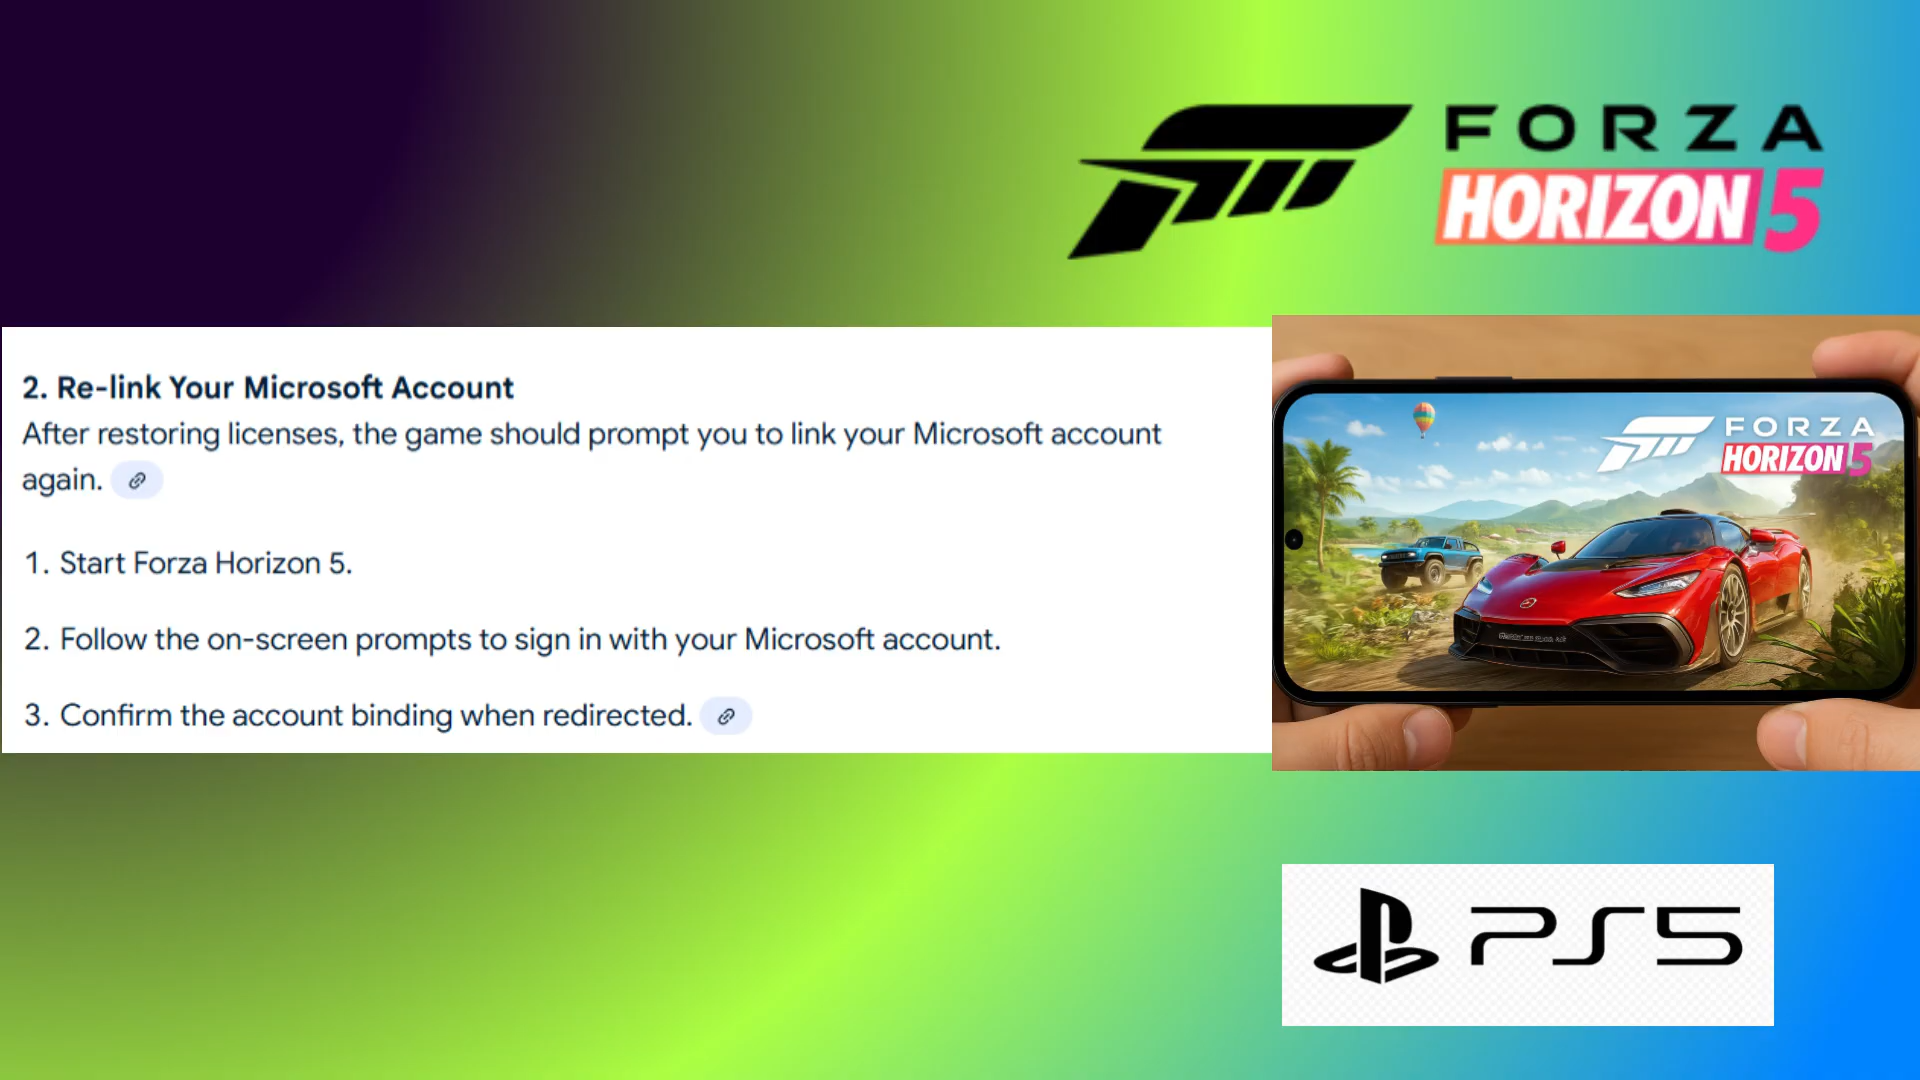 FORZA
HORIZON 5
2. Re-link Your Microsoft Account
After restoring licenses, the game should prompt you to link your Microsoft account
again.
1. Start Forza Horizon 5.
2. Follow the on-screen prompts to sign in with your Microsoft account.
3. Confirm the account binding when redirected.
FORZA
HORIZON 5
PS5